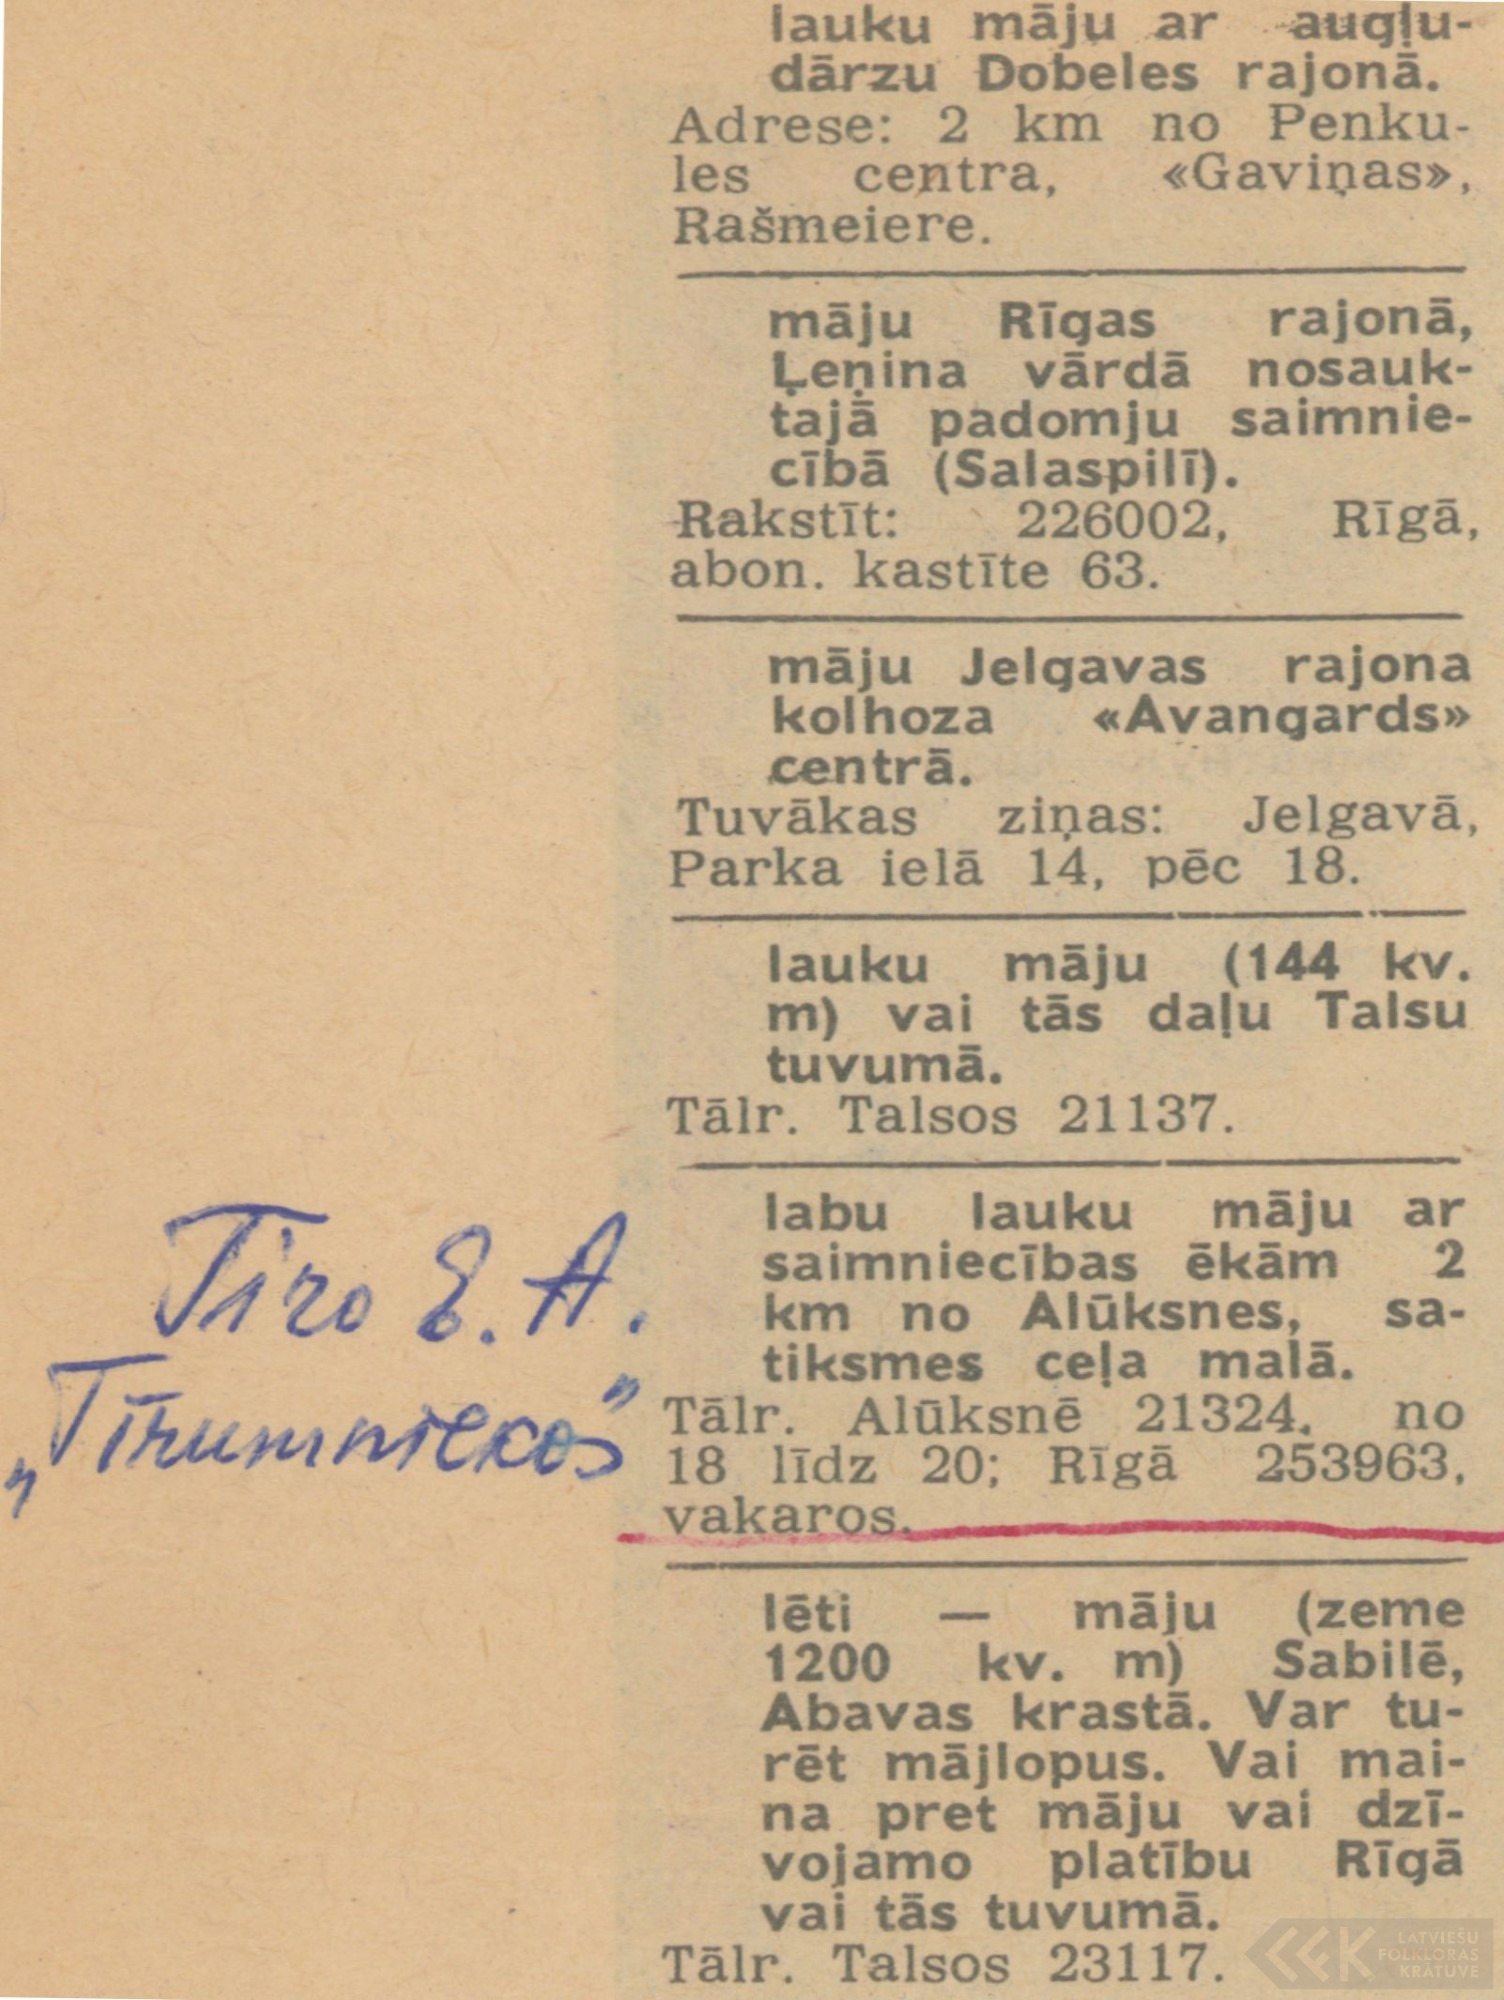 lauku māju ar augļu-
dārzu Dobeles rajonā.
Adrese: 2 km no Penku-
les centra, «Gaviņas»,
Rašmeiere.
māju Rīgas rajonā,
Ļeņina vārdā nosauk-
tajā padomju saimnie-
cībā (Salaspilī).
Rakstīt: 226002, Rīgā,
abon. kastīte 63.
māju Jelgavas rajona
kolhoza «Avangards»
centrā.
Tuvākas ziņas: Jelgavā,
Parka ielā 14, pēc 18.
lauku māju (144 kv.
m) vai tās daļu Talsu
tuvumā.
Tālr. Talsos 21137.
labu lauku māju ar
saimniecības ēkām 2
km no Alūksnes, sa-
tiksmes ceļa malā.
Tālr. Alūksnē 21324, no
18 līdz 20; Rīgā 253963,
vakaros.
Tīro E. A.
„Tīrumniekos"
lēti — māju (zeme
1200 kv. m) Sabilē,
Abavas krastā. Var tu-
rēt mājlopus. Vai mai-
na pret māju vai dzī-
vojamo platību Rīgā
vai tās tuvumā.
Tālr. Talsos 23117.
LATVIEŠU
FOLKLORAS
KRĀTUVE